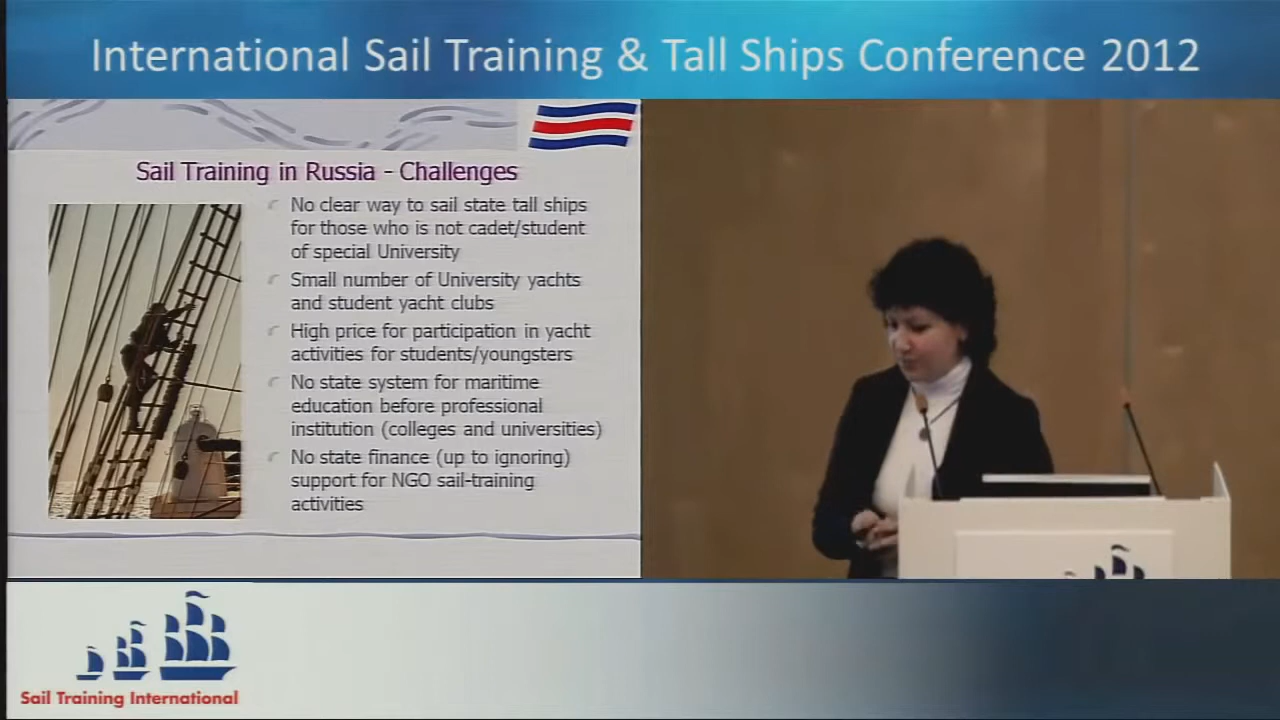 International Sail Training & Tall Ships Conference 2012
Sail Training in Russia - Challenges
No clear way to sail state tall ships
for those who is not cadet/student
of special University
Small number of University yachts
and student yacht clubs
High price for participation in yacht
activities for students/youngsters
No state system for maritime
education before professional
institution (colleges and universities)
No state finance (up to ignoring)
support for NGO sail-training
activities
Sail Training International